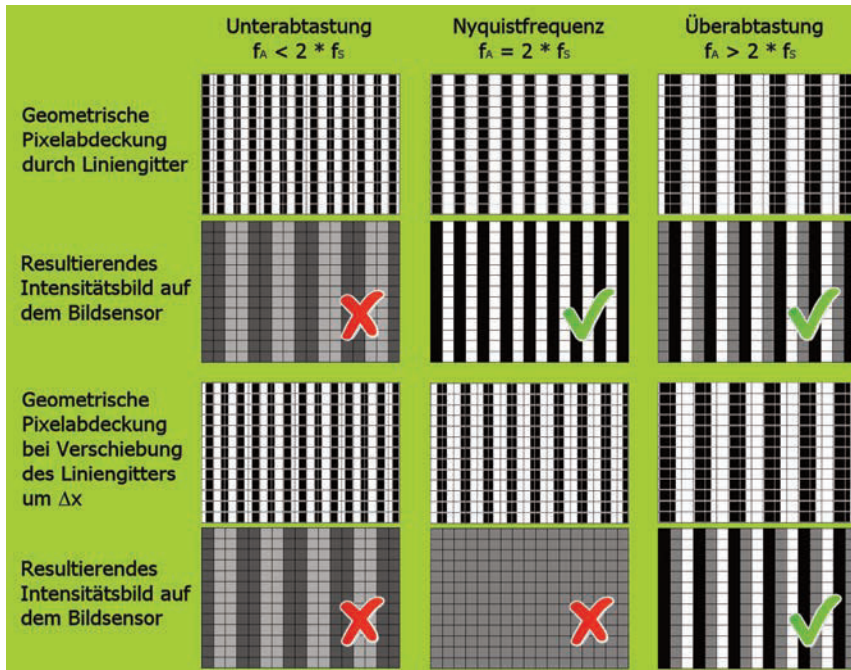 Unterabtastung
fA < 2 * fS
Nyquistfrequenz
fA = 2 * fS
Überabtastung
fA > 2 * fS
Geometrische
Pixelabdeckung
durch Liniengitter
Resultierendes
Intensitätsbild auf
dem Bildsensor
Geometrische
Pixelabdeckung
bei Verschiebung
des Liniengitters
um Δx
Resultierendes
Intensitätsbild auf
dem Bildsensor